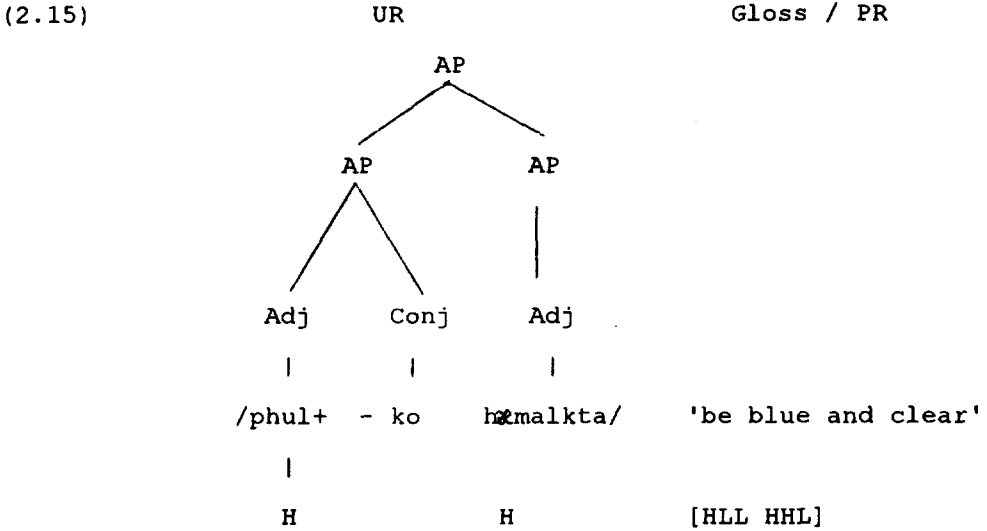 (2.15) UR Gloss / PR
AP
AP AP
Adj Conj Adj
/phul+ - ko hæmalkta/ 'be blue and clear'
H H [HLL HHL]